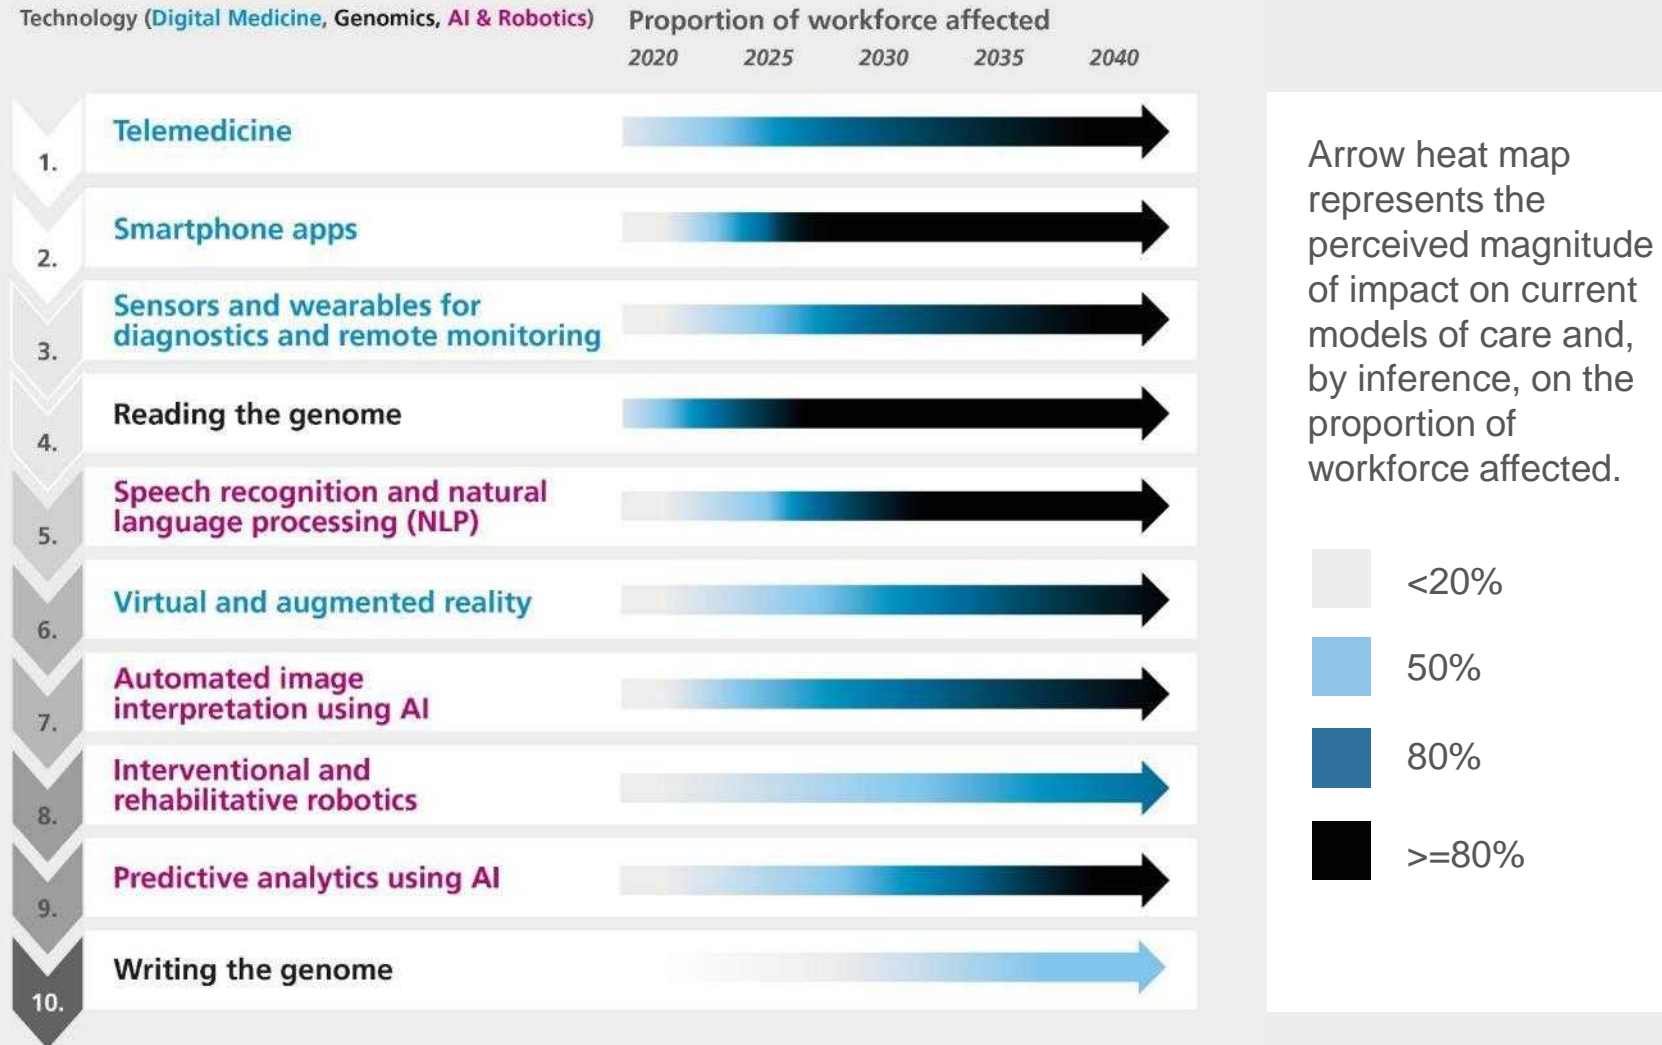 Technology (Digital Medicine, Genomics, AI & Robotics)
Proportion of workforce affected
2020 2025 2030 2035 2040
1.
Telemedicine
2.
Smartphone apps
3.
Sensors and wearables for
diagnostics and remote monitoring
4.
Reading the genome
5.
Speech recognition and natural
language processing (NLP)
6.
Virtual and augmented reality
7.
Automated image
interpretation using AI
8.
Interventional and
rehabilitative robotics
9.
Predictive analytics using AI
10.
Writing the genome
Arrow heat map
represents the
perceived magnitude
of impact on current
models of care and,
by inference, on the
proportion of
workforce affected.
<20%
50%
80%
>=80%